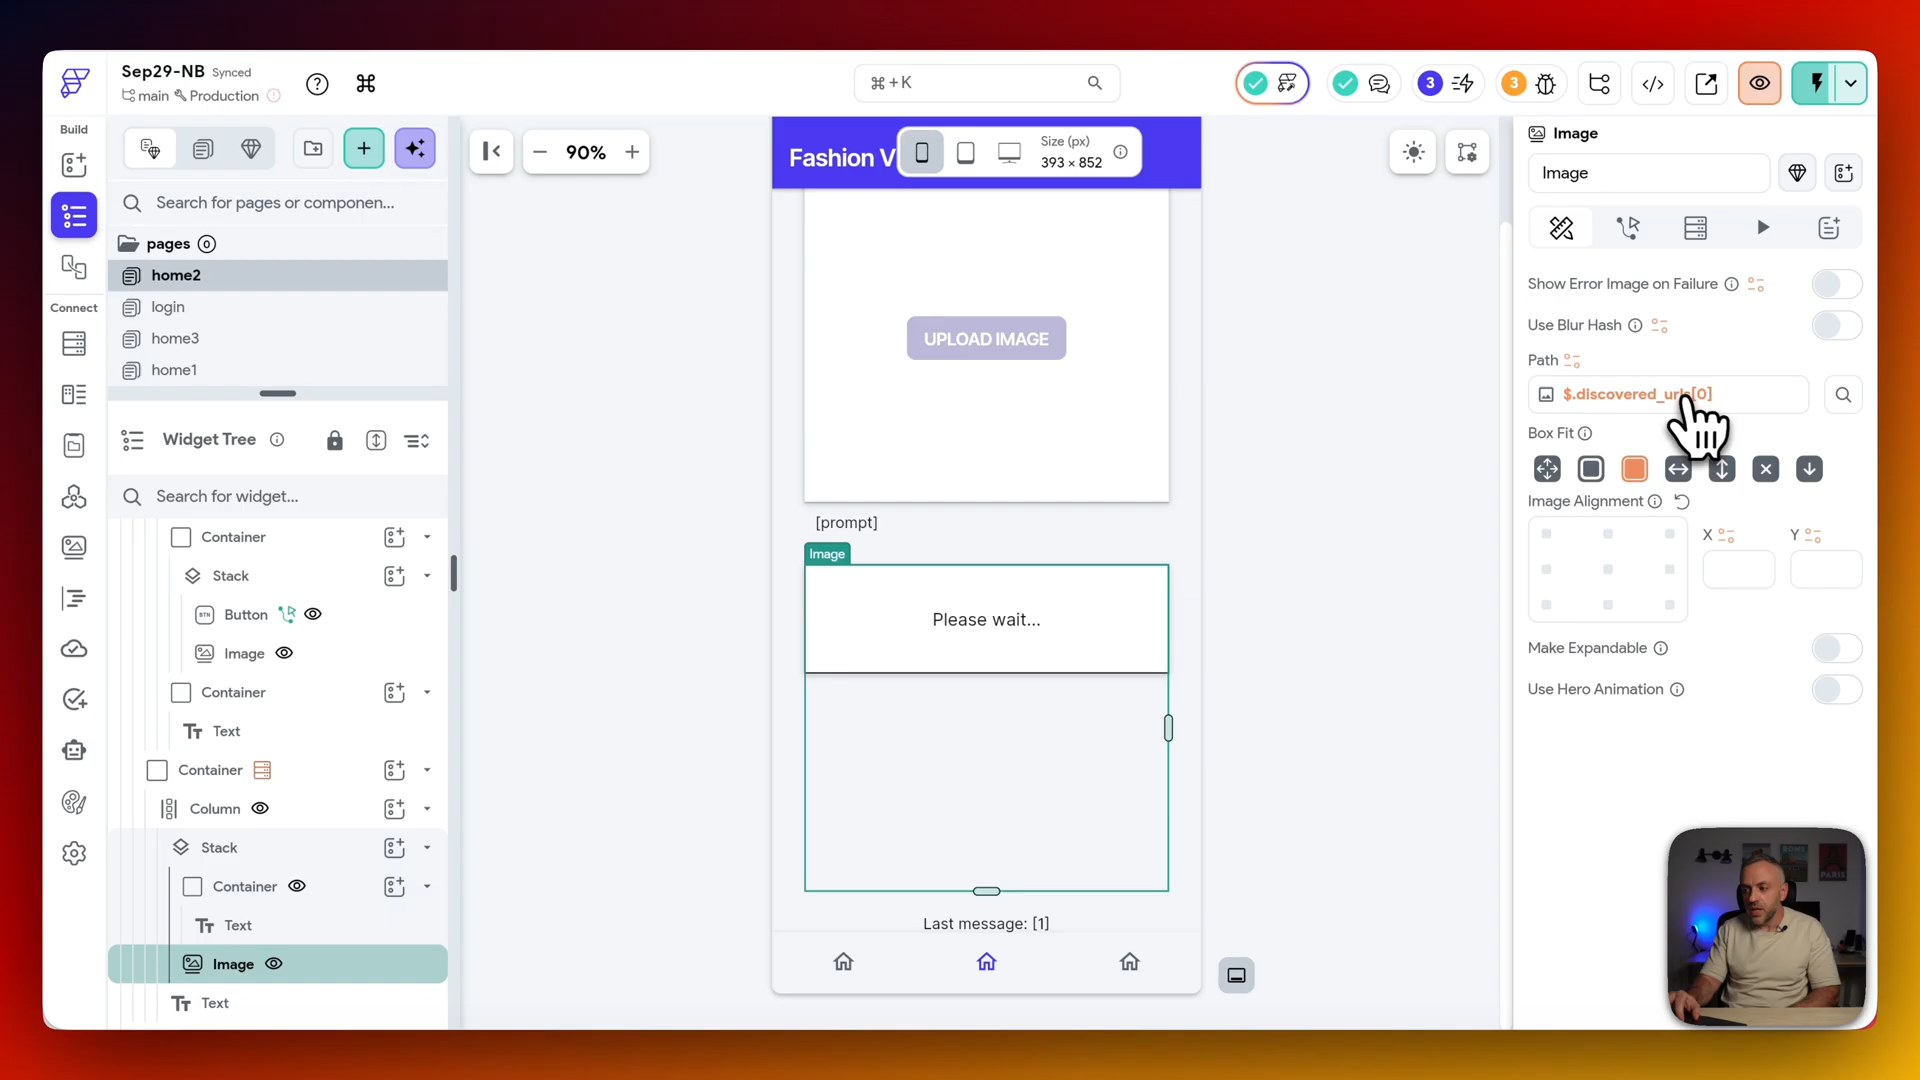 Sep29-NB Synced
main Production
⌘+K
3
3
Build
Connect
Search for pages or componen...
pages 0
home2
login
home3
home1
Widget Tree
Search for widget...
Container
Stack
Button
Image
Container
Text
Container
Column
Stack
Container
Text
Image
Text
90%
Fashion V
Size (px)
393 × 852
UPLOAD IMAGE
[prompt]
Image
Please wait...
Last message: [1]
Image
Image
Show Error Image on Failure
Use Blur Hash
Path
$.discovered_urls[0]
Box Fit
Image Alignment
X
Y
Make Expandable
Use Hero Animation